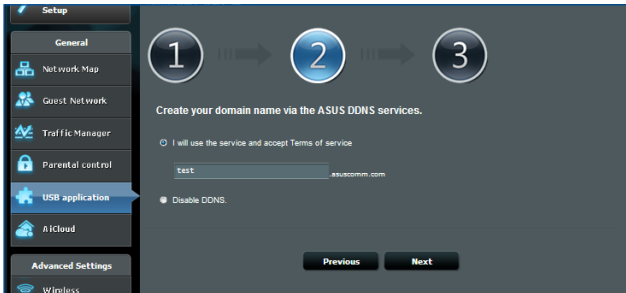 Setup
General
Network Map
Guest Network
Traffic Manager
Parental control
USB application
AiCloud
Advanced Settings
Wireless
1
2
3
Create your domain name via the ASUS DDNS services.
I will use the service and accept Terms of service
test .asuscomm.com
Disable DDNS.
Previous Next